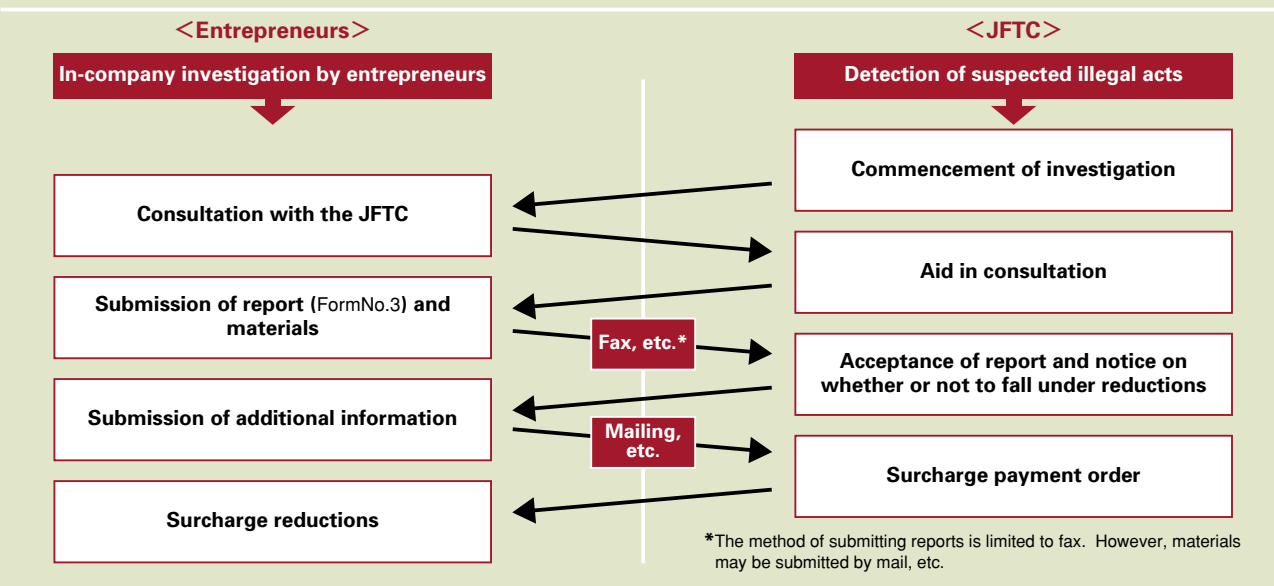 ＜Entrepreneurs＞
In-company investigation by entrepreneurs
Consultation with the JFTC
Submission of report (FormNo.3) and
materials
Submission of additional information
Surcharge reductions
Fax, etc.*
Mailing,
etc.
＜JFTC＞
Detection of suspected illegal acts
Commencement of investigation
Aid in consultation
Acceptance of report and notice on
whether or not to fall under reductions
Surcharge payment order
*The method of submitting reports is limited to fax. However, materials
may be submitted by mail, etc.